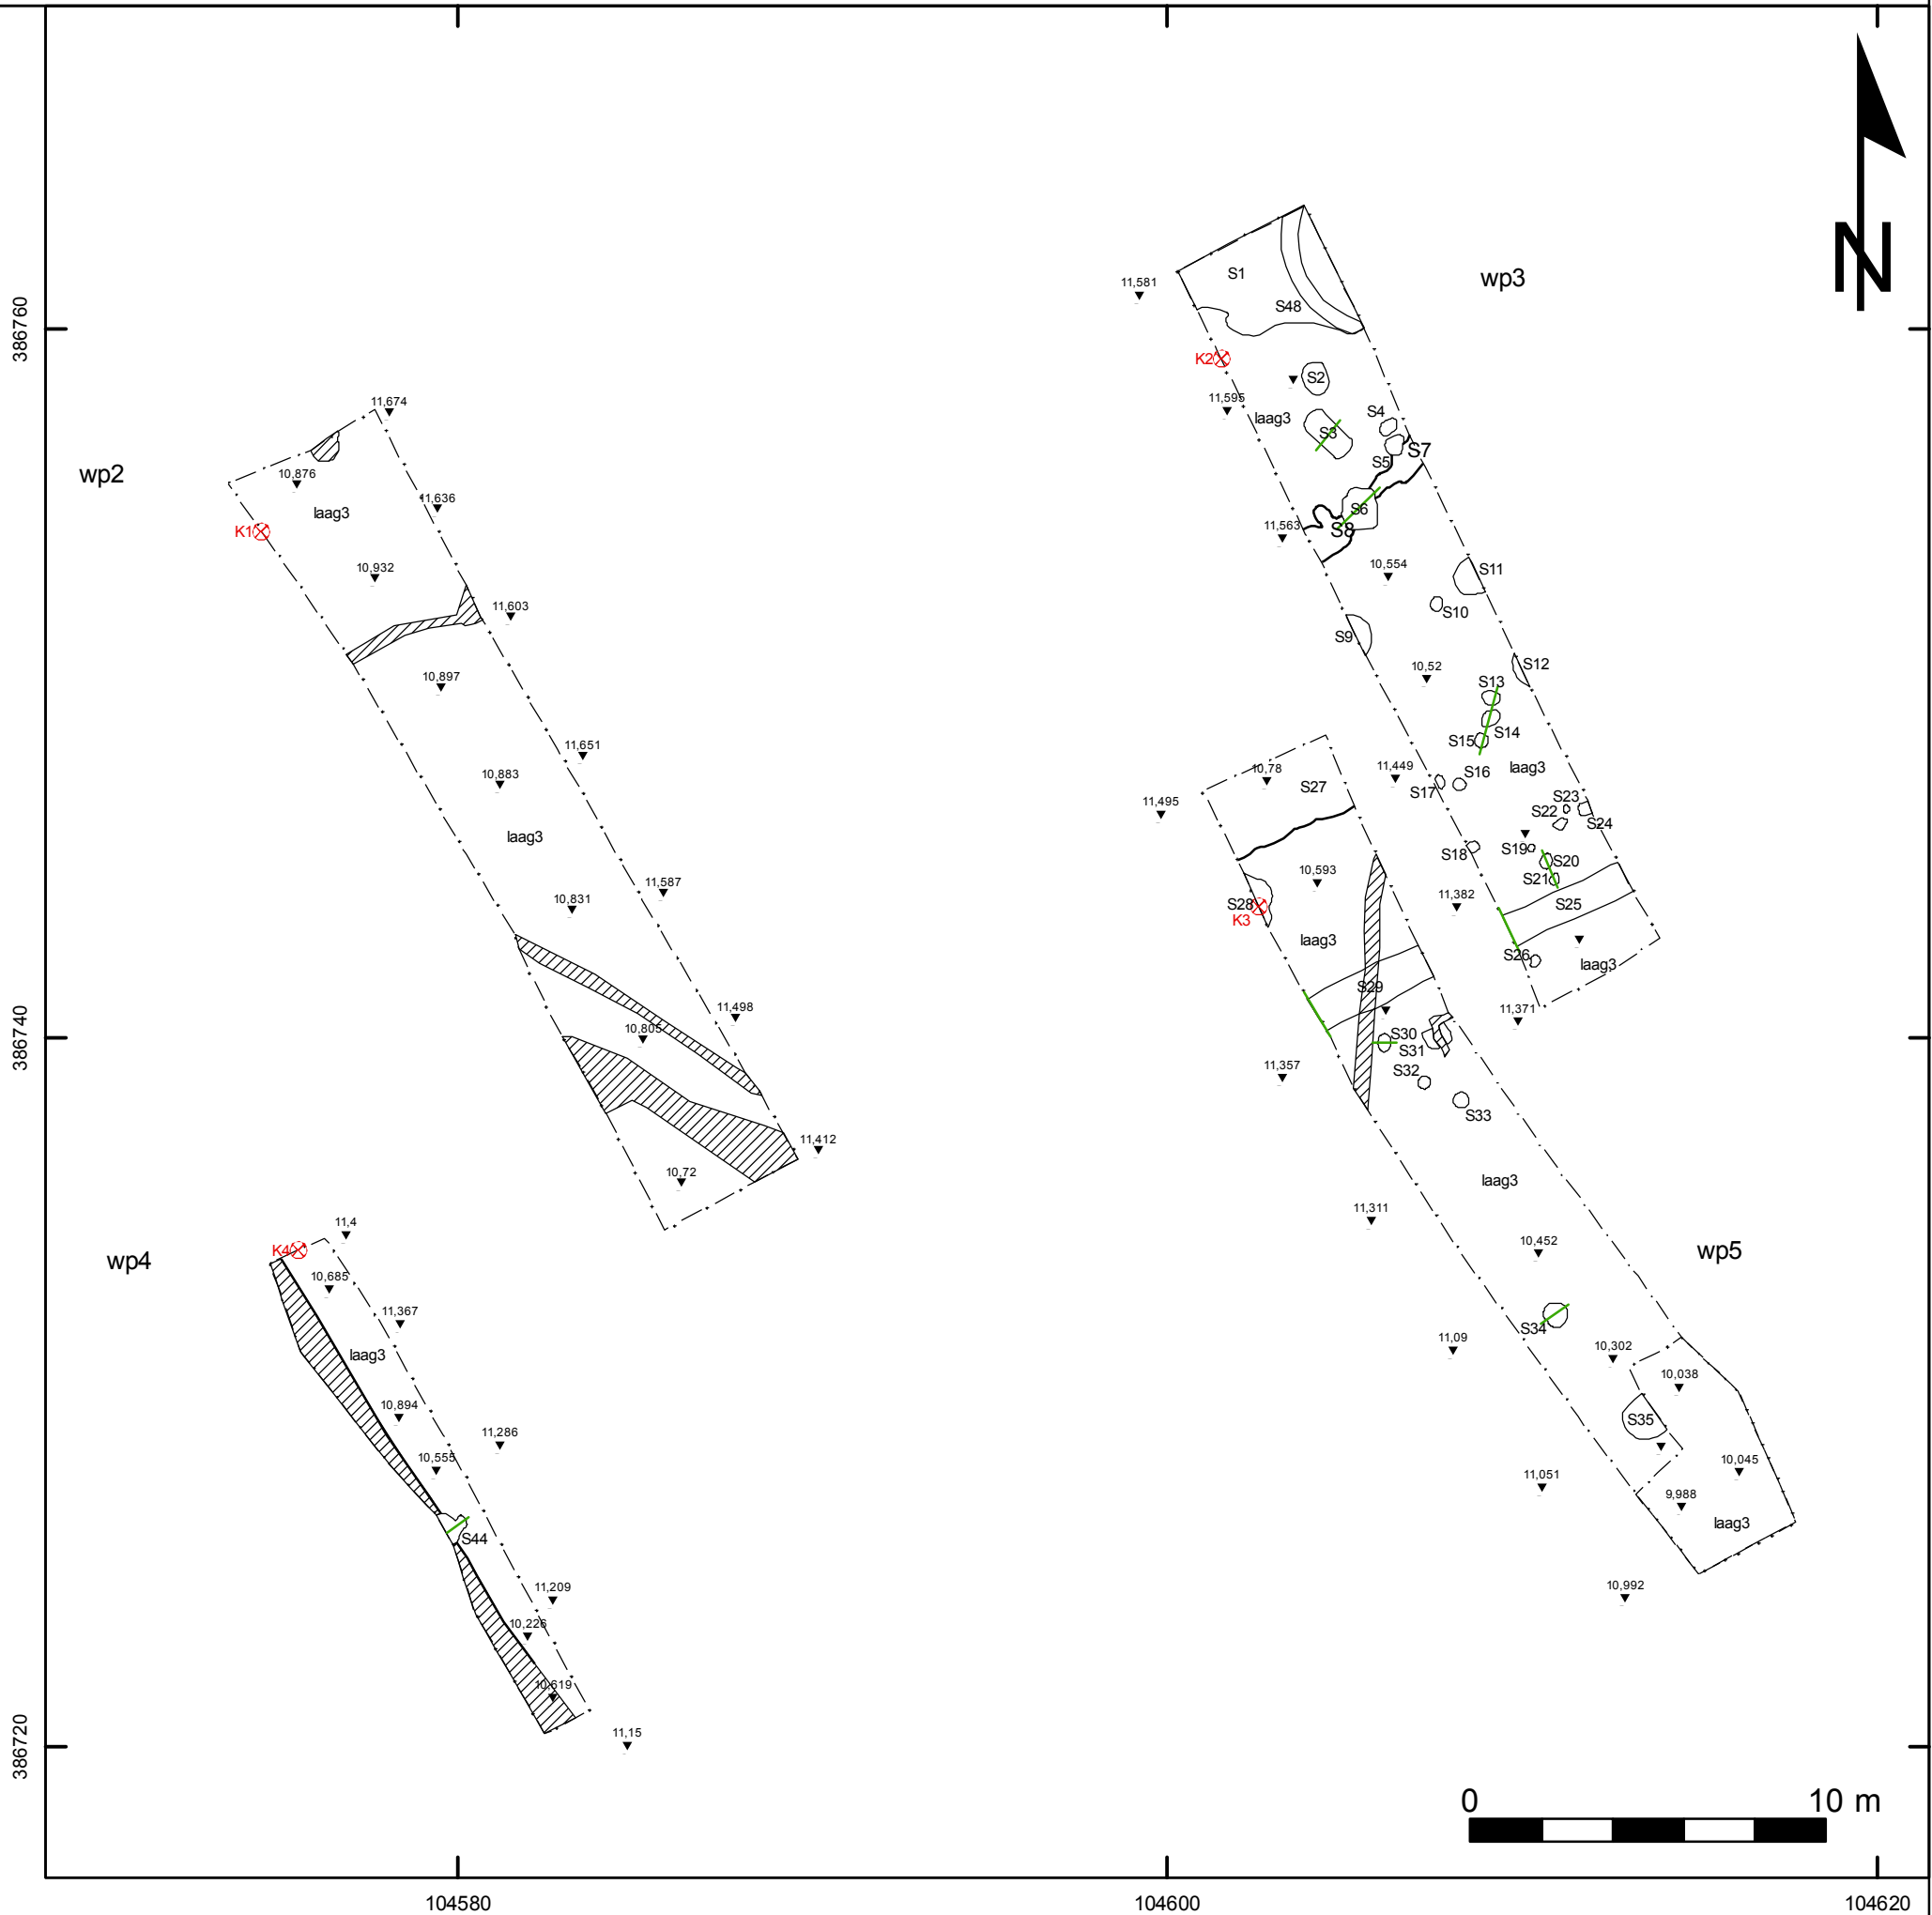 N
wp3
11,581
S1
S48
386760
K2
S2
11,674
11,595
laag3
S4
S3
S7
wp2
S5
10,876
11,636
laag3
S6
K1
11,563
S8
10,932
10,554
S11
11,603
S10
S9
10,897
10,52
S12
S13
11,651
S14
S15
10,883
10,78
11,449
laag3
S16
S27
S17
11,495
S23
S22
S24
laag3
S19
S18
S20
10,593
S21
11,587
10,831
11,382
S28
S25
K3
laag3
S26
laag3
S29
11,498
11,371
10,805
S30
386740
S31
11,357
S32
S33
11,412
10,72
laag3
11,311
11,4
K4
10,452
wp5
wp4
10,685
11,367
S34
laag3
11,09
10,302
10,038
10,894
S35
11,286
10,555
10,045
11,051
9,988
laag3
S44
11,209
10,992
10,226
10,619
11,15
386720
0 10 m
104580 104600 104620